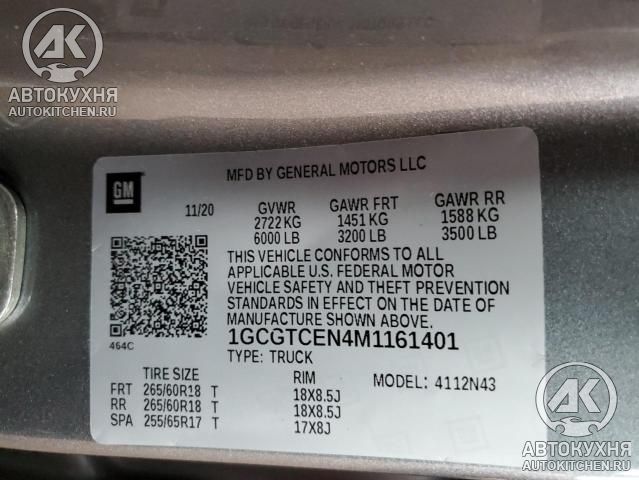 AK
АВТОКУХНЯ
AUTOKITCHEN.RU
MFD BY GENERAL MOTORS LLC
GM
11/20 GVWR GAWR FRT GAWR RR
2722 KG 1451 KG 1588 KG
6000 LB 3200 LB 3500 LB
THIS VEHICLE CONFORMS TO ALL
APPLICABLE U.S. FEDERAL MOTOR
VEHICLE SAFETY AND THEFT PREVENTION
STANDARDS IN EFFECT ON THE DATE OF
MANUFACTURE SHOWN ABOVE.
464C
1GCGTCEN4M1161401
TYPE: TRUCK
TIRE SIZE RIM MODEL: 4112N43
FRT 265/60R18 T 18X8.5J
RR 265/60R18 T 18X8.5J
SPA 255/65R17 T 17X8J
AK
АВТОКУХНЯ
AUTOKITCHEN.RU